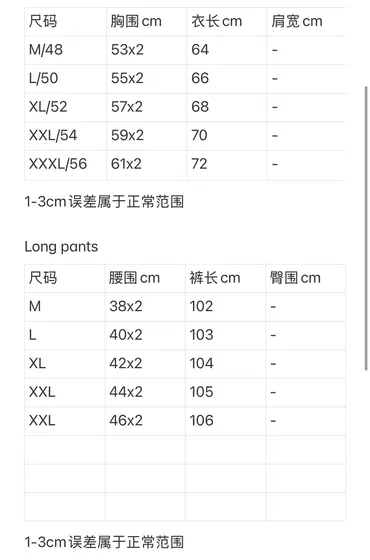 尺码 胸围cm 衣长cm 肩宽cm
M/48 53x2 64 -
L/50 55x2 66 -
XL/52 57x2 68 -
XXL/54 59x2 70 -
XXXL/56 61x2 72 -
1-3cm误差属于正常范围
Long pants
尺码 腰围cm 裤长cm 臀围cm
M 38x2 102 -
L 40x2 103 -
XL 42x2 104 -
XXL 44x2 105 -
XXL 46x2 106 -
1-3cm误差属于正常范围